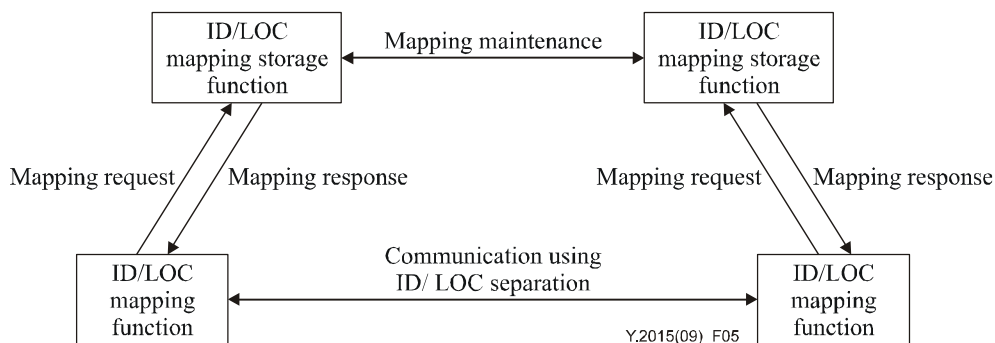 ID/LOC
mapping storage
function
Mapping maintenance
ID/LOC
mapping storage
function
Mapping request
Mapping response
Mapping request
Mapping response
ID/LOC
mapping
function
Communication using
ID/ LOC separation
ID/LOC
mapping
function
Y.2015(09)_F05